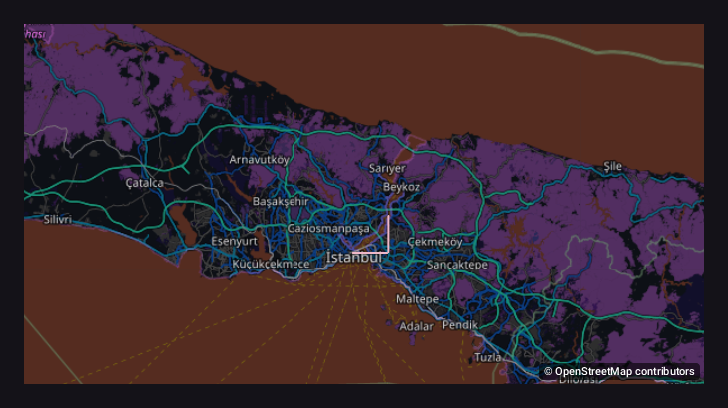 hası
Arnavutköy
Sarıyer
Şile
Çatalca
Beykoz
Başakşehir
Silivri
Gaziosmanpaşa
Esenyurt
Çekmeköy
İstanbul
Küçükçekmece
Sancaktepe
Maltepe
Adalar
Pendik
Tuzla
© OpenStreetMap contributors